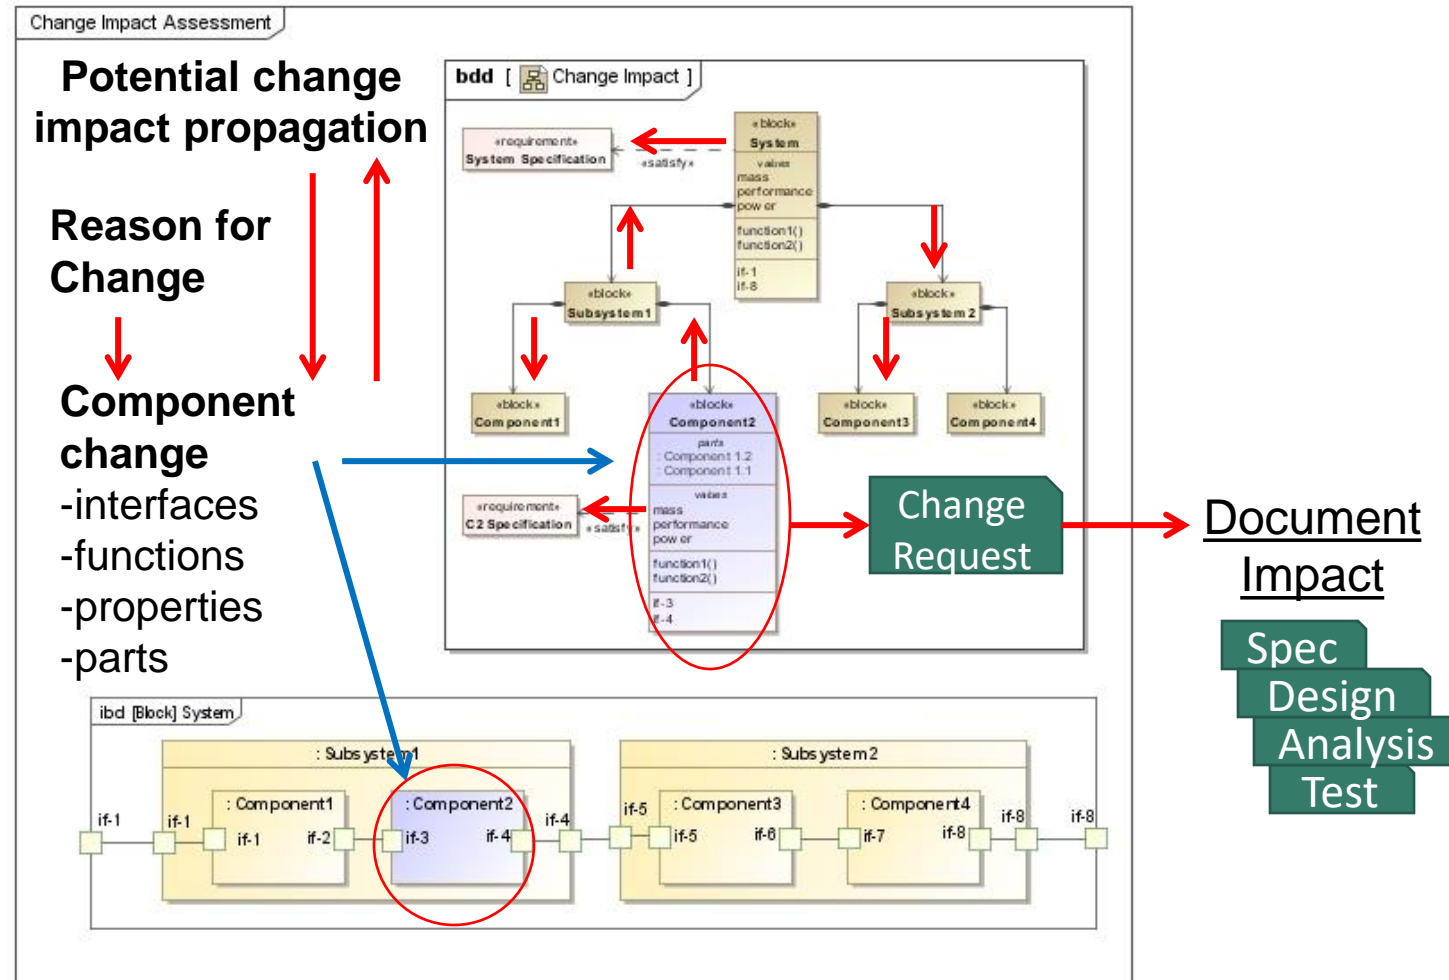 Change Impact Assessment
Potential change
impact propagation
Reason for
Change
Component
change
-interfaces
-functions
-properties
-parts
bdd [ Change Impact ]
«requirement»
System Specification
«satisfy»
«block»
System
values
mass
performance
power
function1()
function2()
if-1
if-8
«block»
Subsystem1
«block»
Subsystem2
«block»
Component1
«block»
Component2
parts
: Component 1.2
: Component 1.1
values
mass
performance
power
function1()
function2()
if-3
if-4
«block»
Component3
«block»
Component4
«requirement»
C2 Specification
«satisfy»
Change
Request
Document
Impact
Spec
Design
Analysis
Test
ibd [Block] System
: Subsystem1
: Subsystem2
: Component1
: Component2
: Component3
: Component4
if-1
if-1
if-1
if-2
if-3
if-4
if-4
if-5
if-5
if-6
if-7
if-8
if-8
if-8